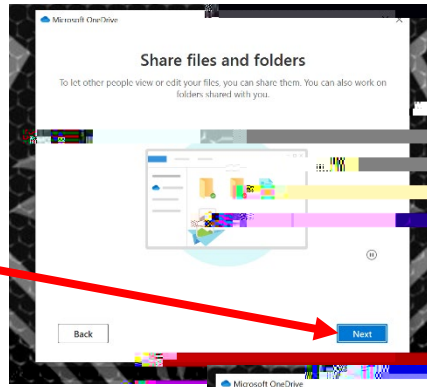 Microsoft OneDrive
Share files and folders
To let other people view or edit your files, you can share them. You can also work on
folders shared with you.
Back
Next
Microsoft OneDrive